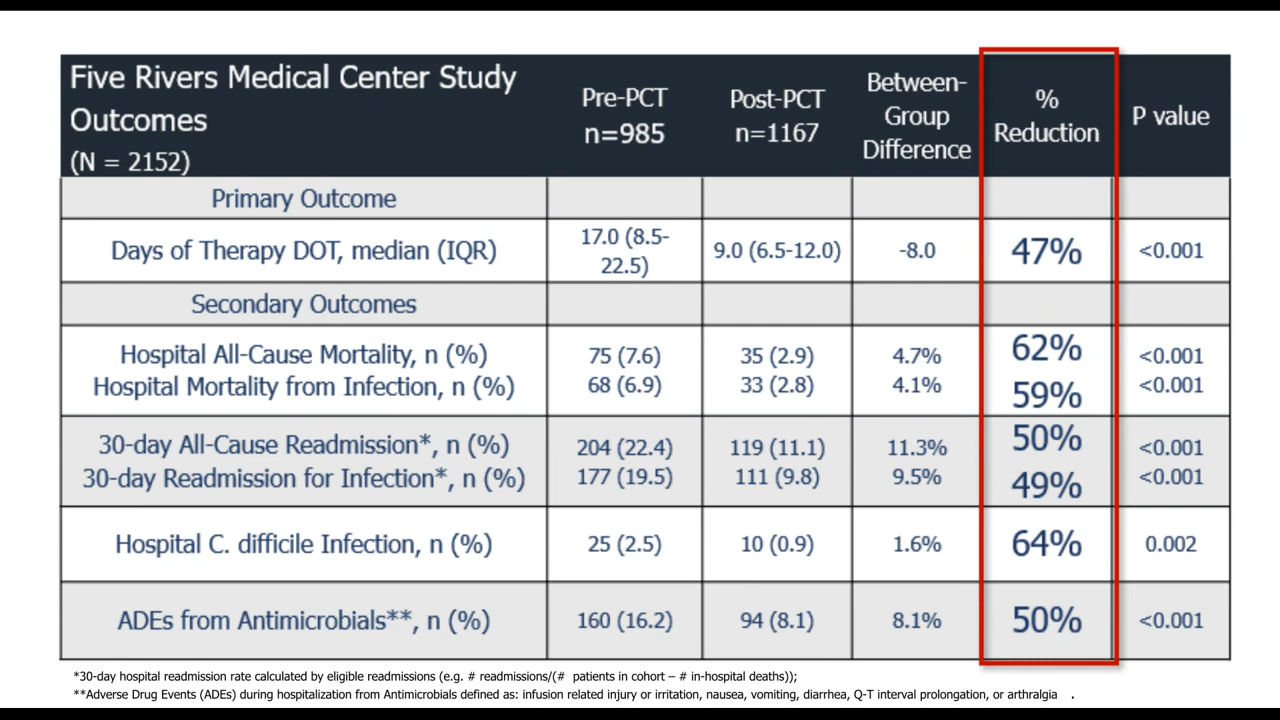 Five Rivers Medical Center Study Outcomes (N = 2152) Pre-PCT n=985 Post-PCT n=1167 Between-Group Difference % Reduction P value
Primary Outcome
Days of Therapy DOT, median (IQR) 17.0 (8.5-22.5) 9.0 (6.5-12.0) -8.0 47% <0.001
Secondary Outcomes
Hospital All-Cause Mortality, n (%) 75 (7.6) 35 (2.9) 4.7% 62% <0.001
Hospital Mortality from Infection, n (%) 68 (6.9) 33 (2.8) 4.1% 59% <0.001
30-day All-Cause Readmission*, n (%) 204 (22.4) 119 (11.1) 11.3% 50% <0.001
30-day Readmission for Infection*, n (%) 177 (19.5) 111 (9.8) 9.5% 49% <0.001
Hospital C. difficile Infection, n (%) 25 (2.5) 10 (0.9) 1.6% 64% 0.002
ADEs from Antimicrobials**, n (%) 160 (16.2) 94 (8.1) 8.1% 50% <0.001
*30-day hospital readmission rate calculated by eligible readmissions (e.g. # readmissions/(# patients in cohort – # in-hospital deaths));
**Adverse Drug Events (ADEs) during hospitalization from Antimicrobials defined as: infusion related injury or irritation, nausea, vomiting, diarrhea, Q-T interval prolongation, or arthralgia .